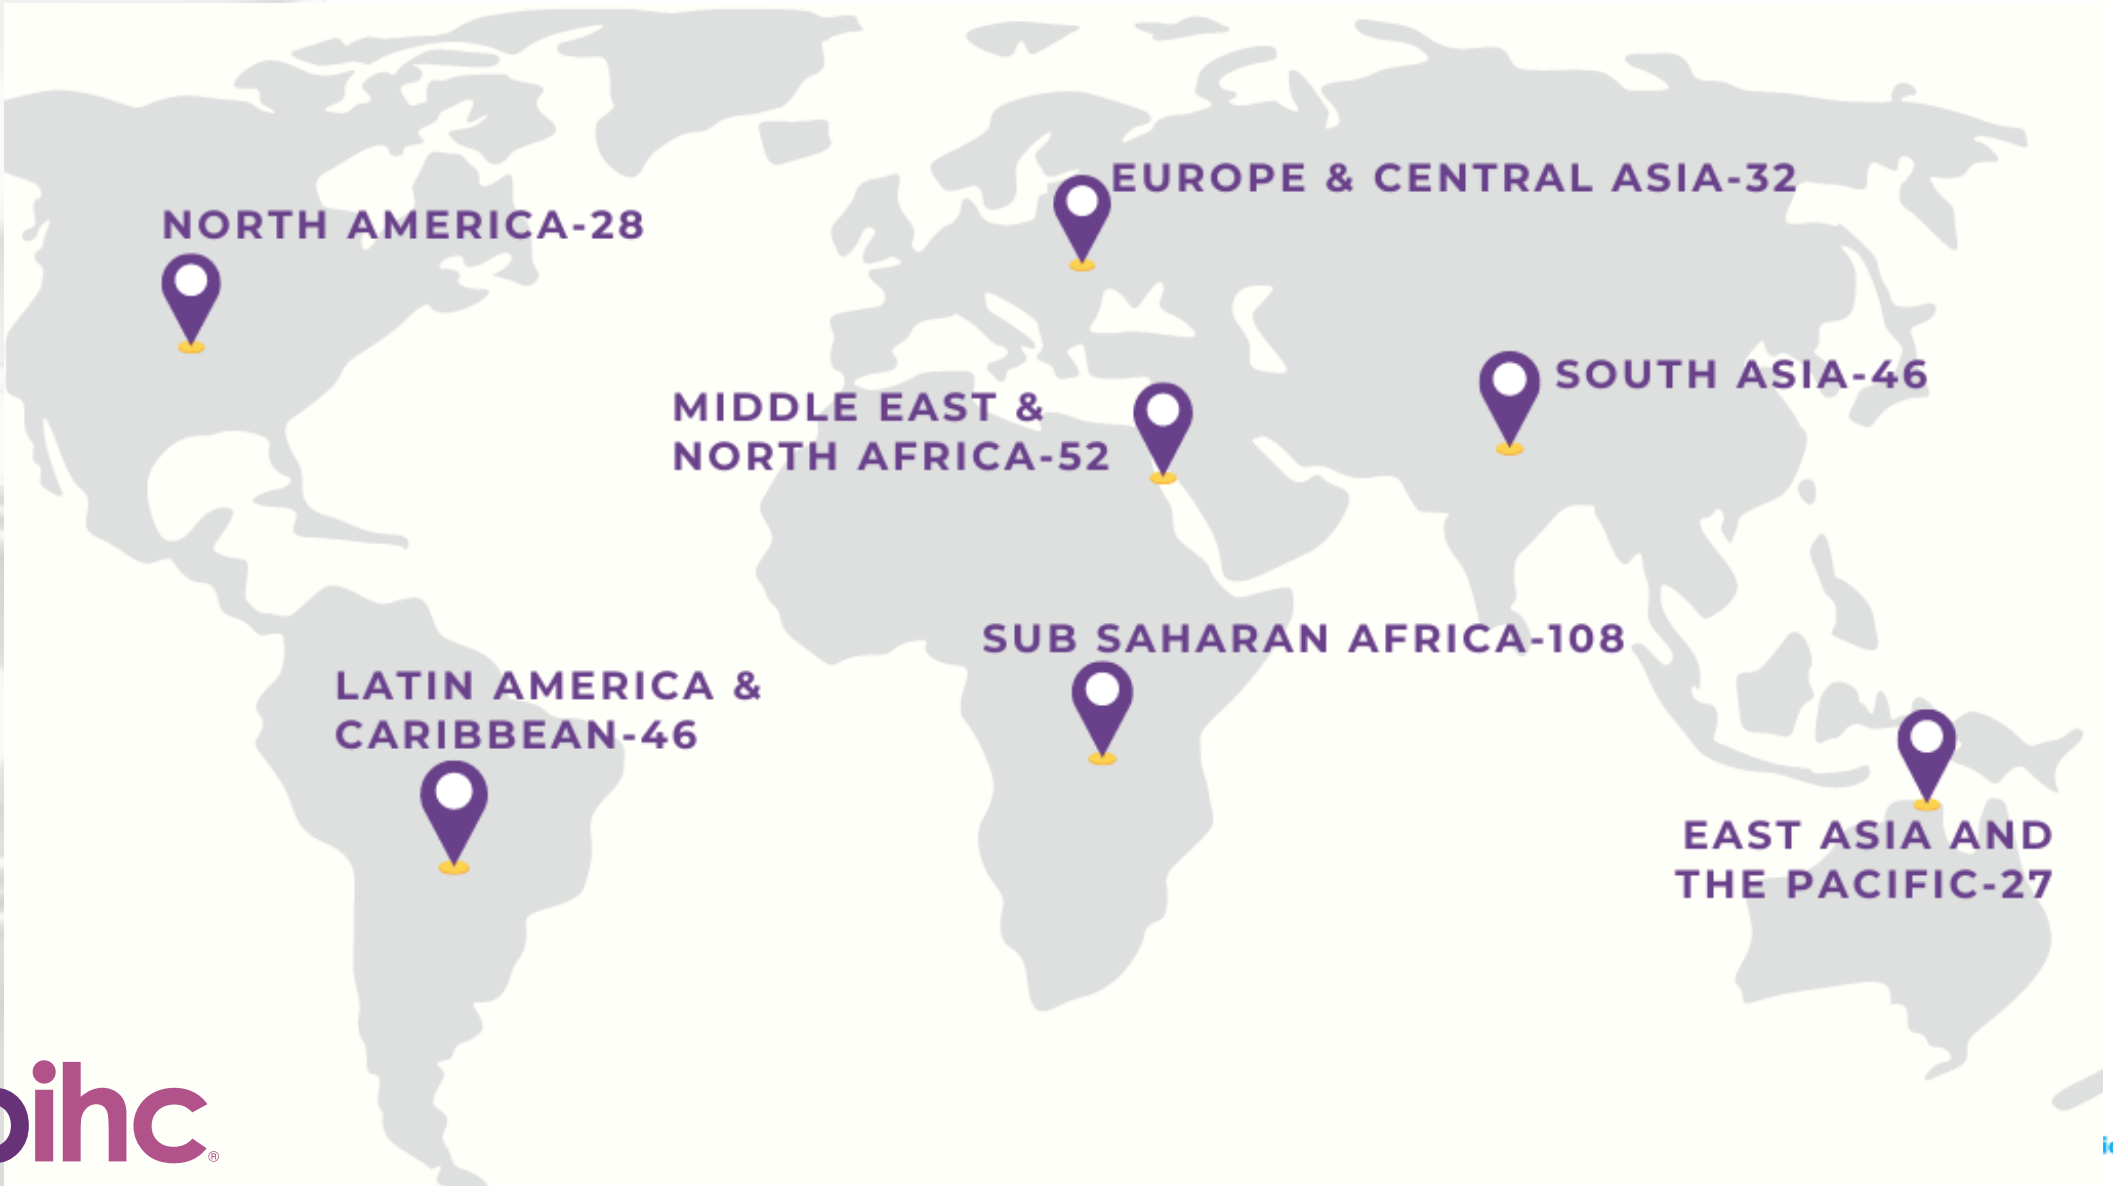 EUROPE & CENTRAL ASIA-32
NORTH AMERICA-28
SOUTH ASIA-46
MIDDLE EAST &
NORTH AFRICA-52
SUB SAHARAN AFRICA-108
LATIN AMERICA &
CARIBBEAN-46
EAST ASIA AND
THE PACIFIC-27
ihc®